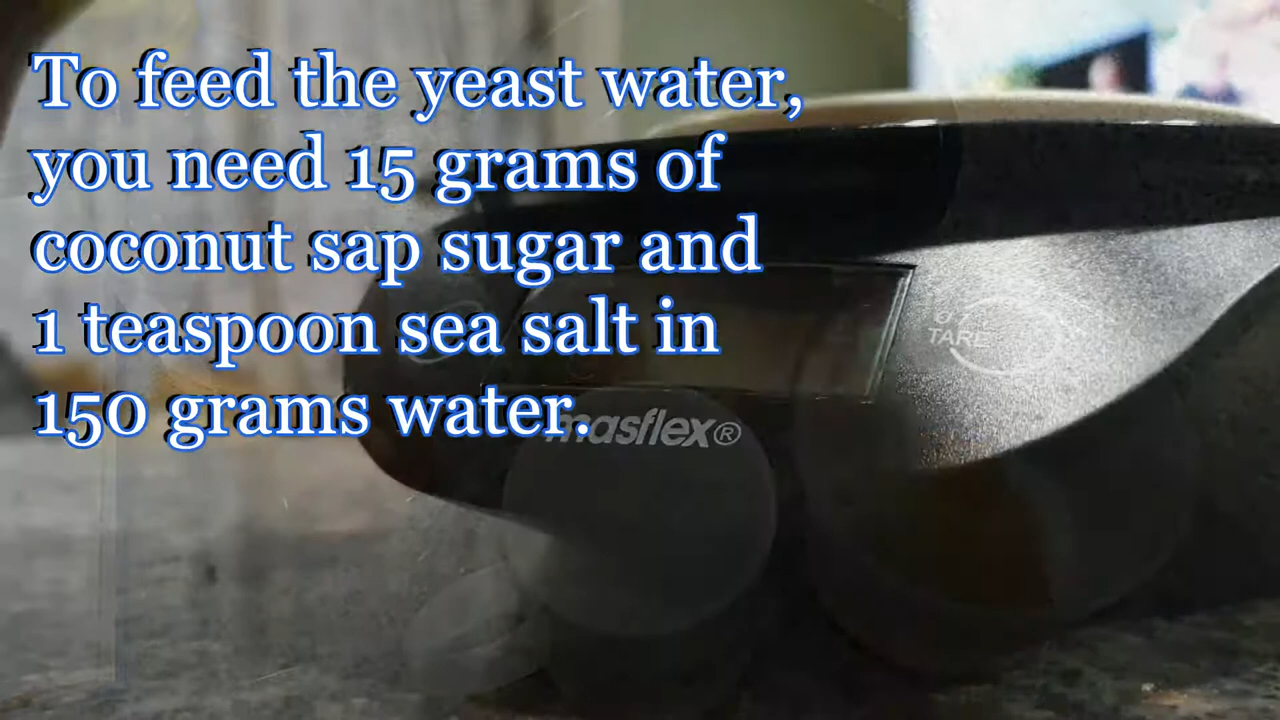 To feed the yeast water,
you need 15 grams of
coconut sap sugar and
1 teaspoon sea salt in
150 grams water.
masflex®
TARE